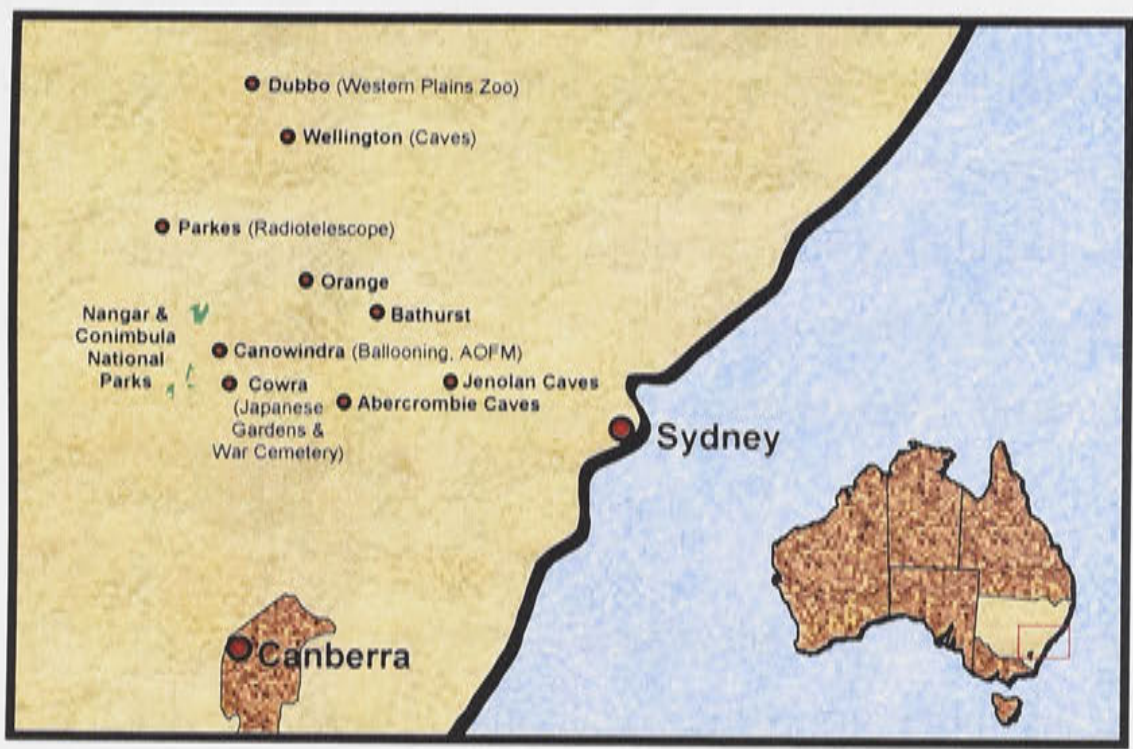 Dubbo (Western Plains Zoo)
Wellington (Caves)
Parkes (Radiotelescope)
Orange
Nangar &
Conimbula
National
Parks
Bathurst
Canowindra (Ballooning, AOFM)
Cowra
(Japanese
Gardens &
War Cemetery)
Jenolan Caves
Abercrombie Caves
Sydney
Canberra